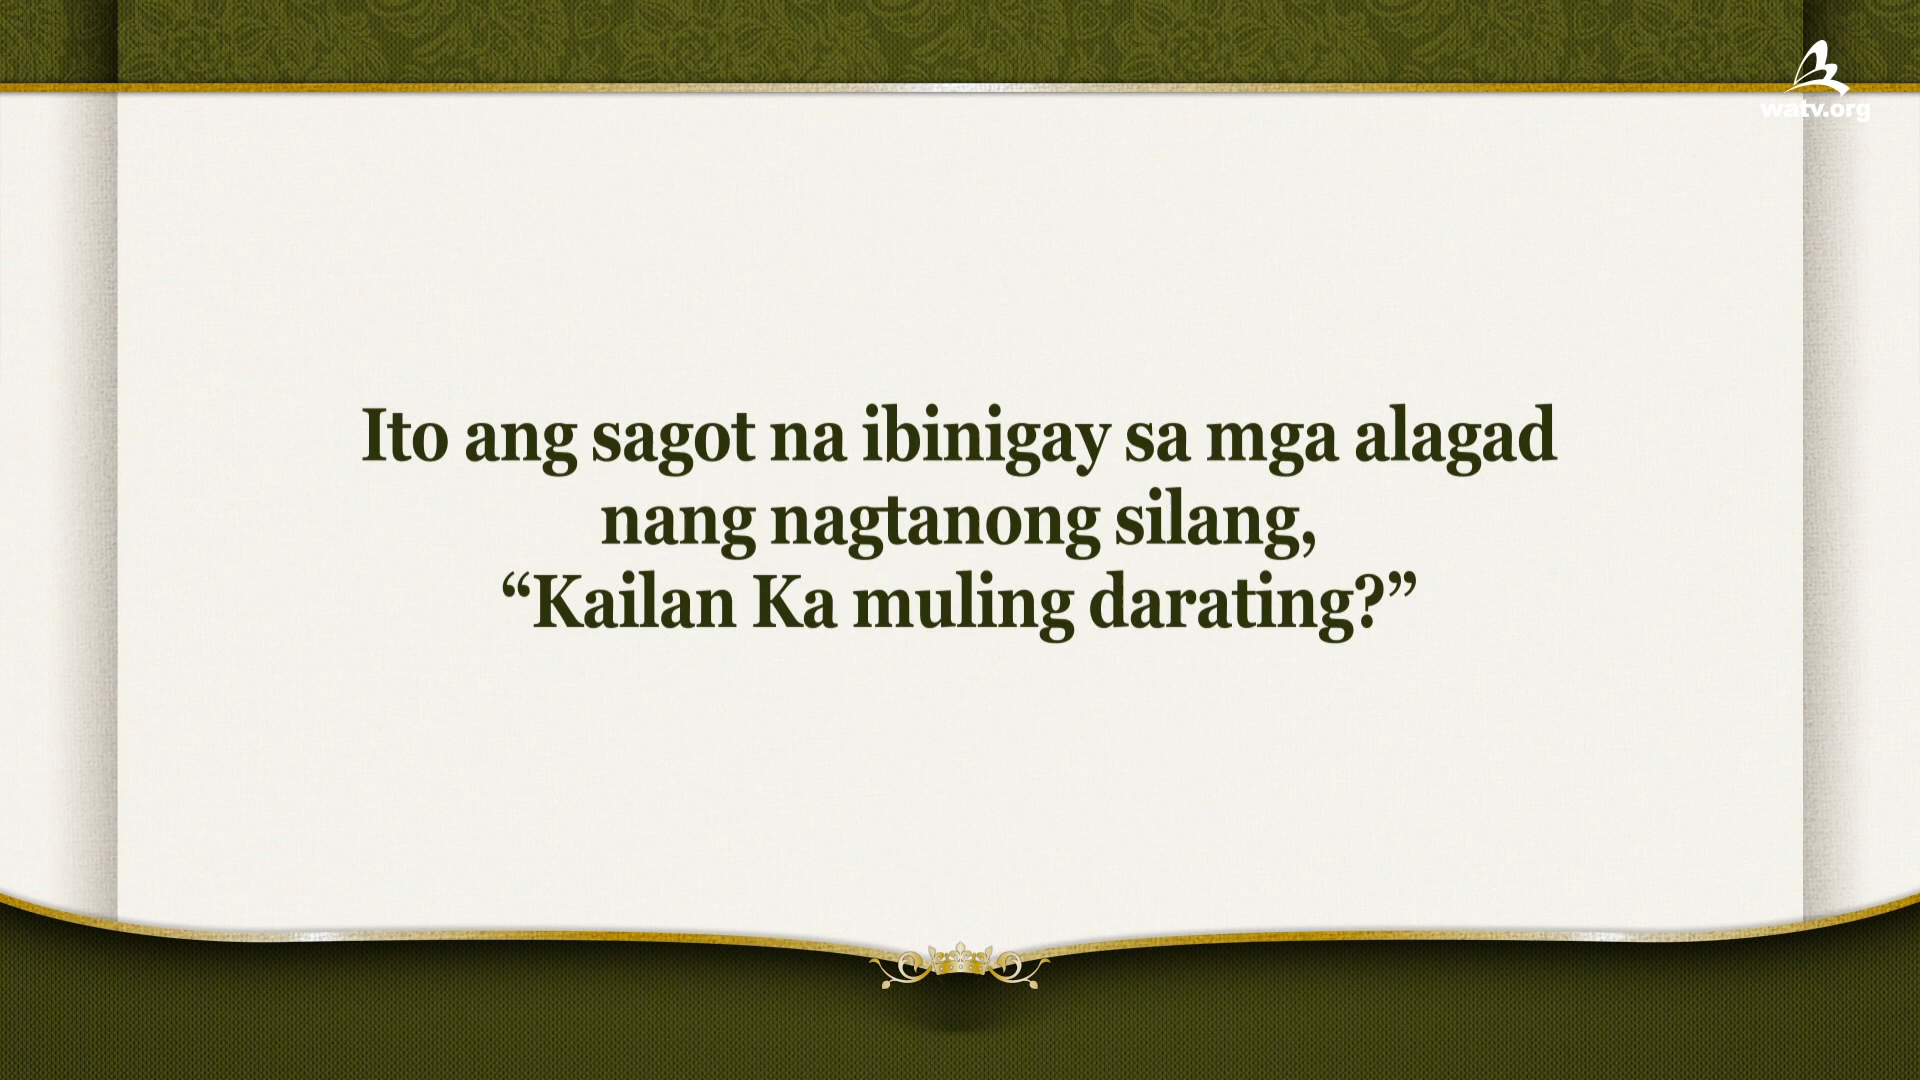 watv.org
Ito ang sagot na ibinigay sa mga alagad
nang nagtanong silang,
“Kailan Ka muling darating?”